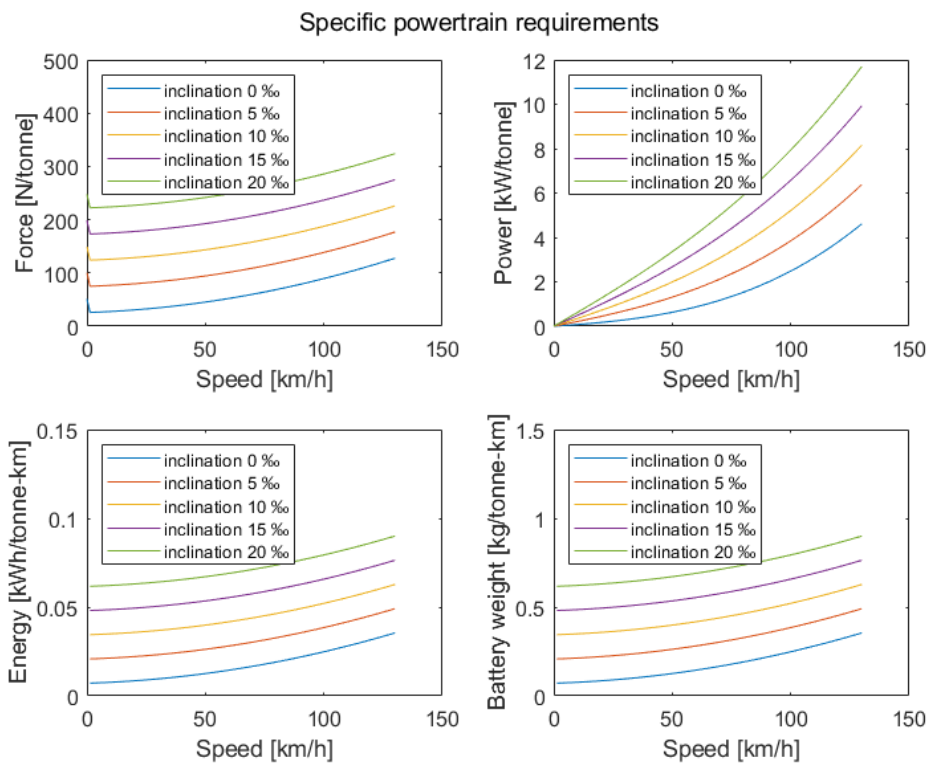 Specific powertrain requirements
500
400
300
200
100
0
Force [N/tonne]
inclination 0 ‰
inclination 5 ‰
inclination 10 ‰
inclination 15 ‰
inclination 20 ‰
0
50
100
150
Speed [km/h]
12
10
8
6
4
2
0
Power [kW/tonne]
inclination 0 ‰
inclination 5 ‰
inclination 10 ‰
inclination 15 ‰
inclination 20 ‰
0
50
100
150
Speed [km/h]
0.15
0.1
0.05
0
Energy [kWh/tonne-km]
inclination 0 ‰
inclination 5 ‰
inclination 10 ‰
inclination 15 ‰
inclination 20 ‰
0
50
100
150
Speed [km/h]
1.5
1
0.5
0
Battery weight [kg/tonne-km]
inclination 0 ‰
inclination 5 ‰
inclination 10 ‰
inclination 15 ‰
inclination 20 ‰
0
50
100
150
Speed [km/h]